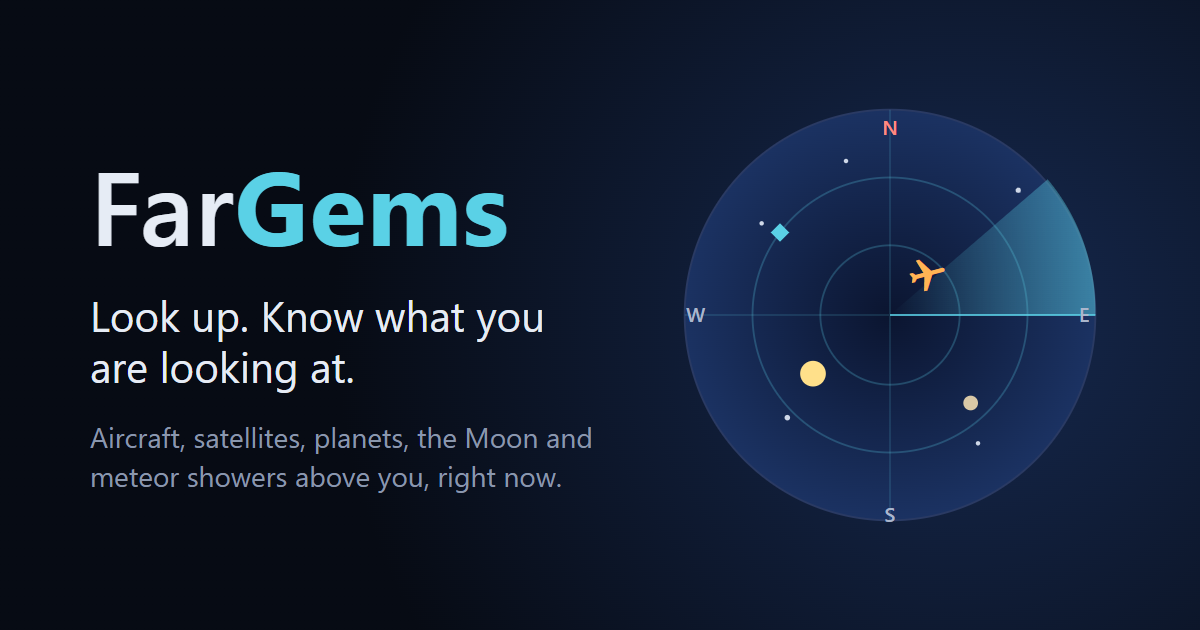 FarGems
Look up. Know what you
are looking at.
Aircraft, satellites, planets, the Moon and
meteor showers above you, right now.
N
W
E
S